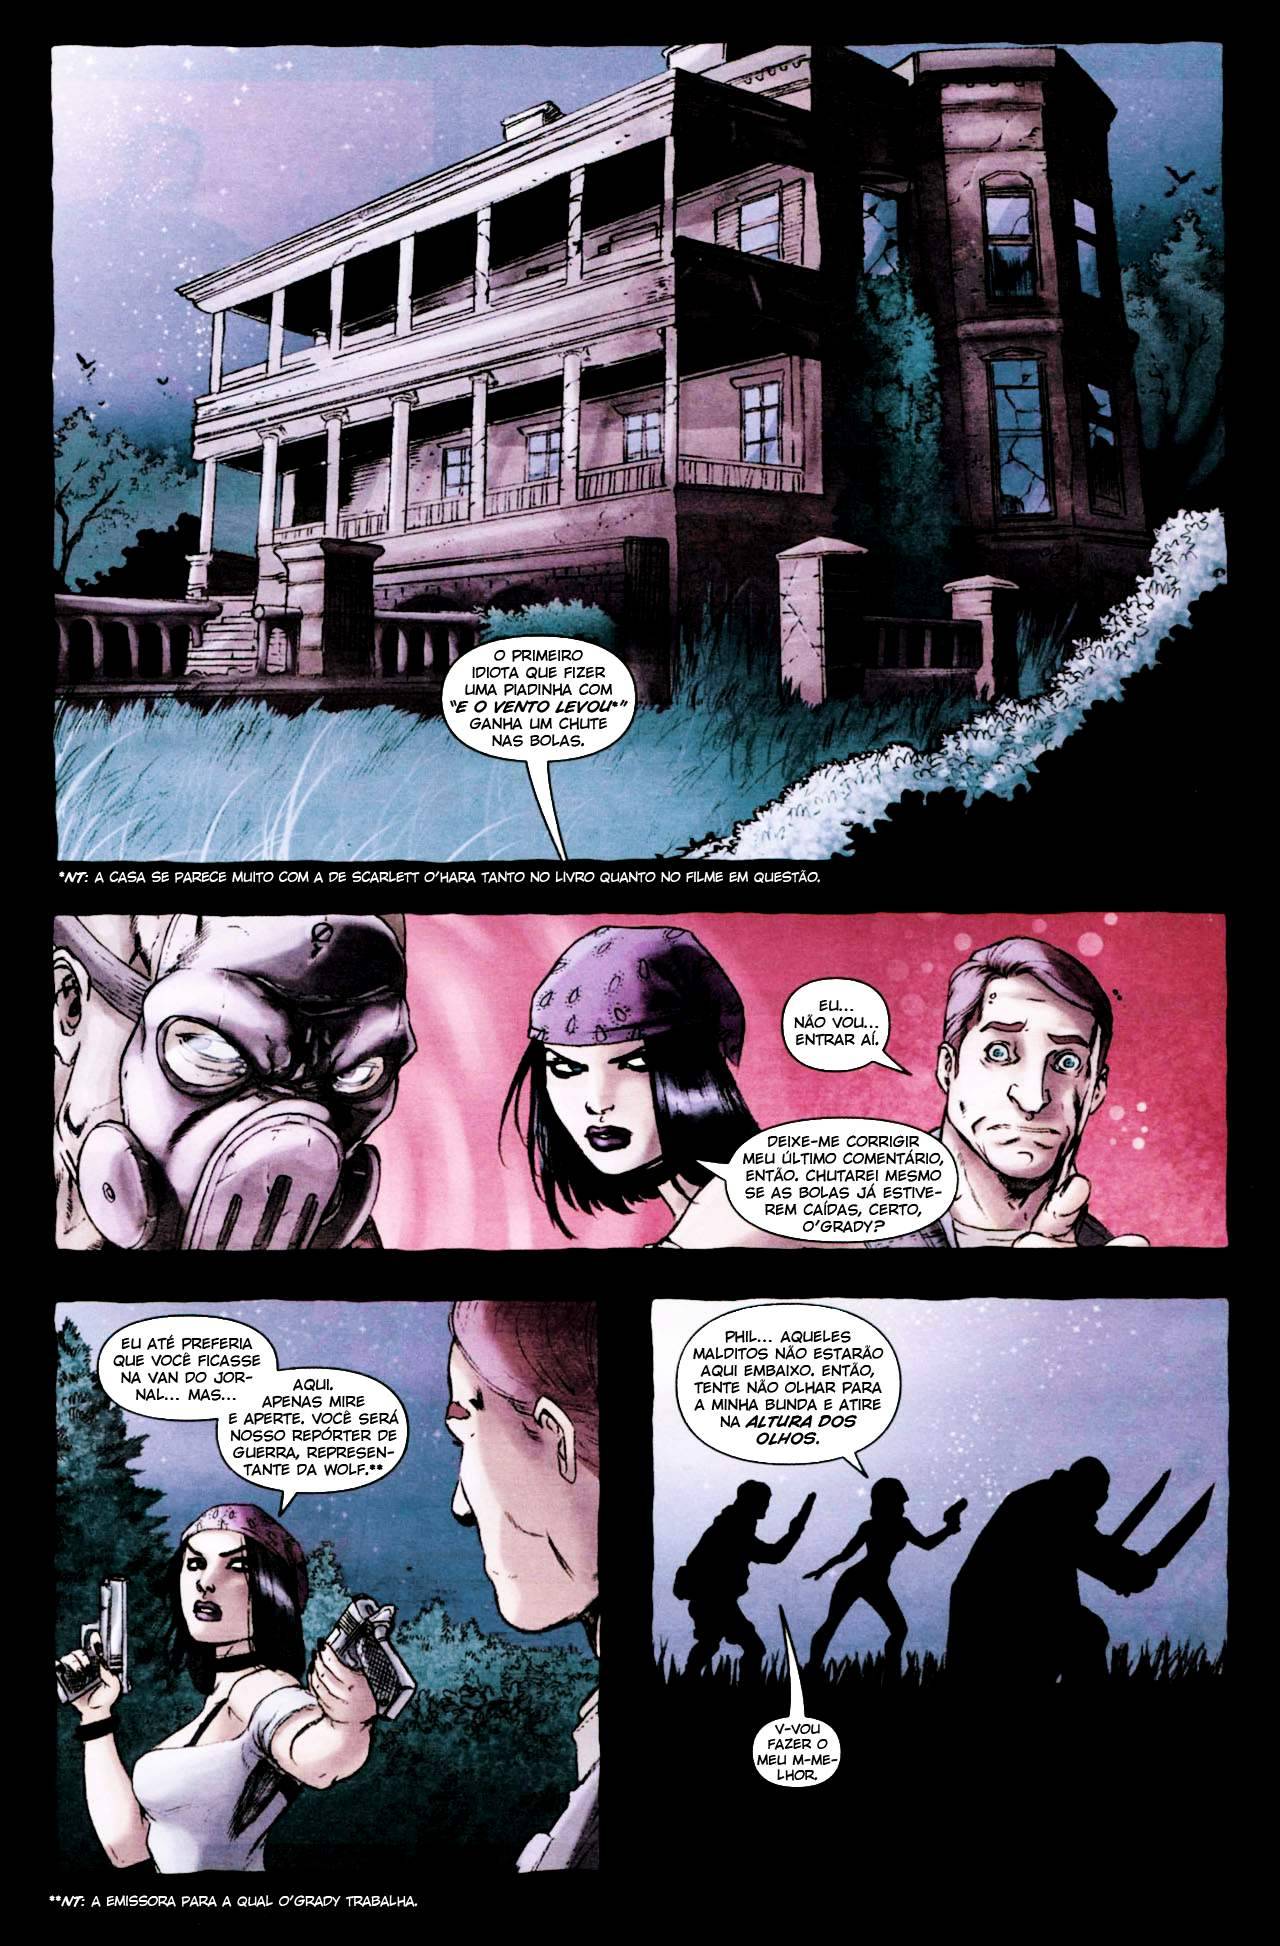 O PRIMEIRO
IDIOTA QUE FIZER
UMA PIADINHA COM
"E O VENTO LEVOU*"
GANHA UM CHUTE
NAS BOLAS.
*NT: A CASA SE PARECE MUITO COM A DE SCARLETT O'HARA TANTO NO LIVRO QUANTO NO FILME EM QUESTÃO.
EU...
NÃO VOU...
ENTRAR AÍ.
DEIXE-ME CORRIGIR
MEU ÚLTIMO COMENTÁRIO,
ENTÃO. CHUTAREI MESMO
SE AS BOLAS JÁ ESTIVE-
REM CAÍDAS, CERTO,
O'GRADY?
EU ATÉ PREFERIA
QUE VOCÊ FICASSE
NA VAN DO JOR-
NAL... MAS...
AQUI.
APENAS MIRE
E APERTE. VOCÊ SERÁ
NOSSO REPÓRTER DE
GUERRA, REPRESEN-
TANTE DA WOLF.**
PHIL... AQUELES
MALDITOS NÃO ESTARÃO
AQUI EMBAIXO. ENTÃO,
TENTE NÃO OLHAR PARA
A MINHA BUNDA E ATIRE
NA ALTURA DOS
OLHOS.
V-VOU
FAZER O
MEU M-ME-
LHOR.
**NT: A EMISSORA PARA A QUAL O'GRADY TRABALHA.